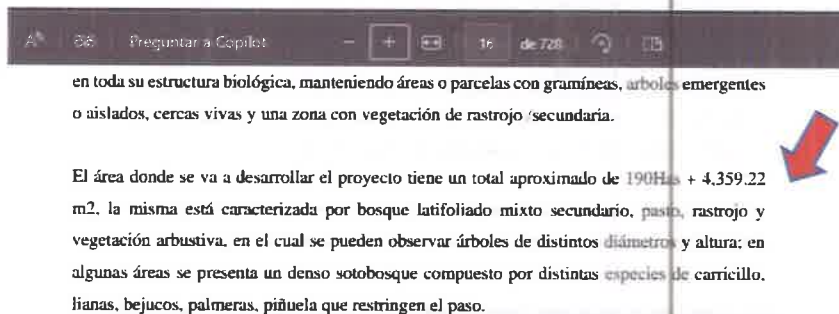 Preguntar a Copilot − + 16 de 728
en toda su estructura biológica, manteniendo áreas o parcelas con gramíneas, arboles emergentes
o aislados, cercas vivas y una zona con vegetación de rastrojo /secundaria.
El área donde se va a desarrollar el proyecto tiene un total aproximado de 190Has + 4,359.22
m2, la misma está caracterizada por bosque latifoliado mixto secundario, pasto, rastrojo y
vegetación arbustiva, en el cual se pueden observar árboles de distintos diámetros y altura; en
algunas áreas se presenta un denso sotobosque compuesto por distintas especies de carricillo,
lianas, bejucos, palmeras, piñuela que restringen el paso.